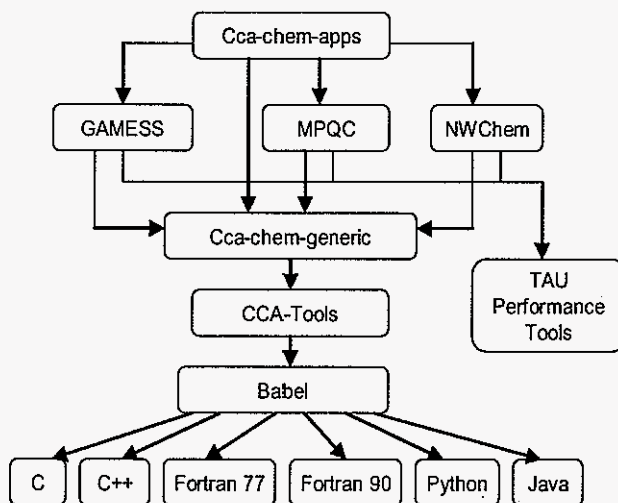 Cca-chem-apps
GAMESS
MPQC
NWChem
Cca-chem-generic
TAU
Performance
Tools
CCA-Tools
Babel
C
C++
Fortran 77
Fortran 90
Python
Java